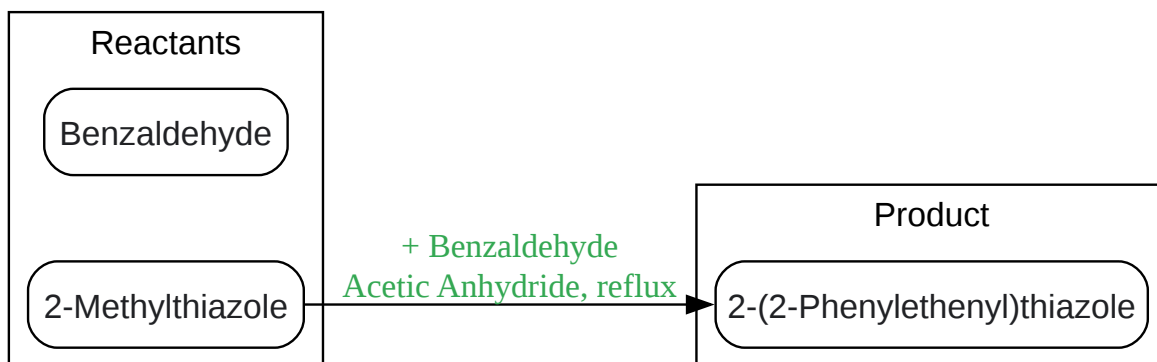 Reactants
Benzaldehyde
2-Methylthiazole
+ Benzaldehyde
Acetic Anhydride, reflux
Product
2-(2-Phenylethenyl)thiazole